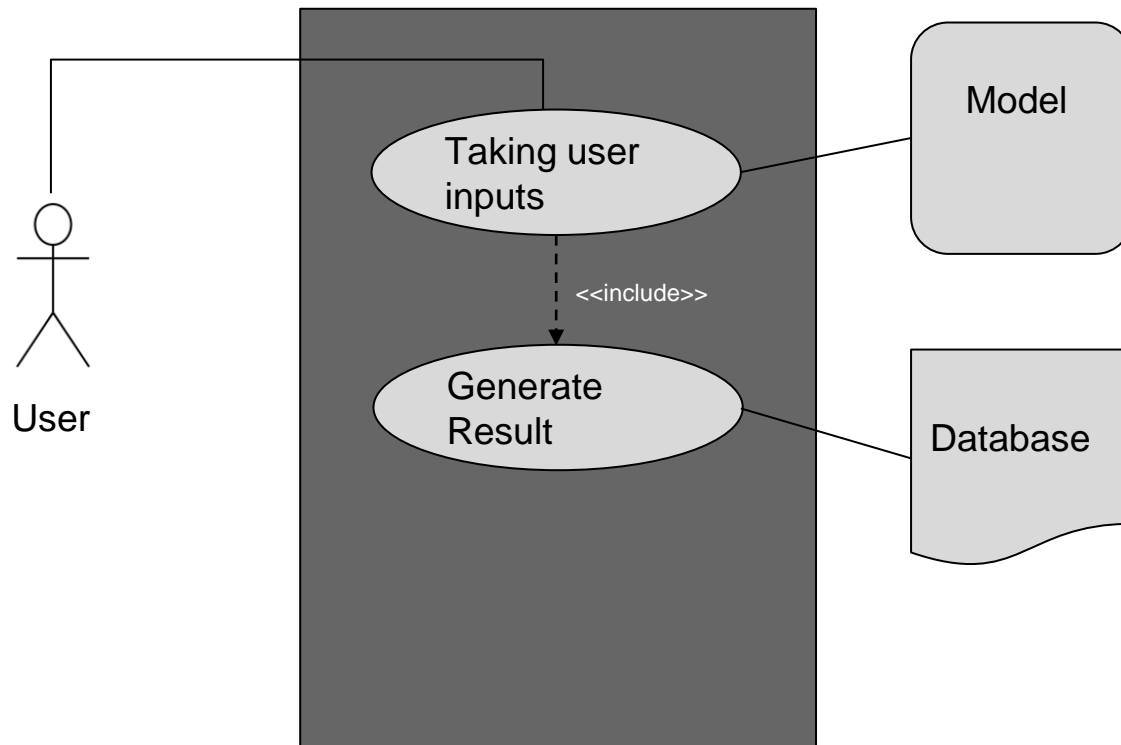 Model
Taking user
inputs
<<include>>
Generate
Result
User
Database